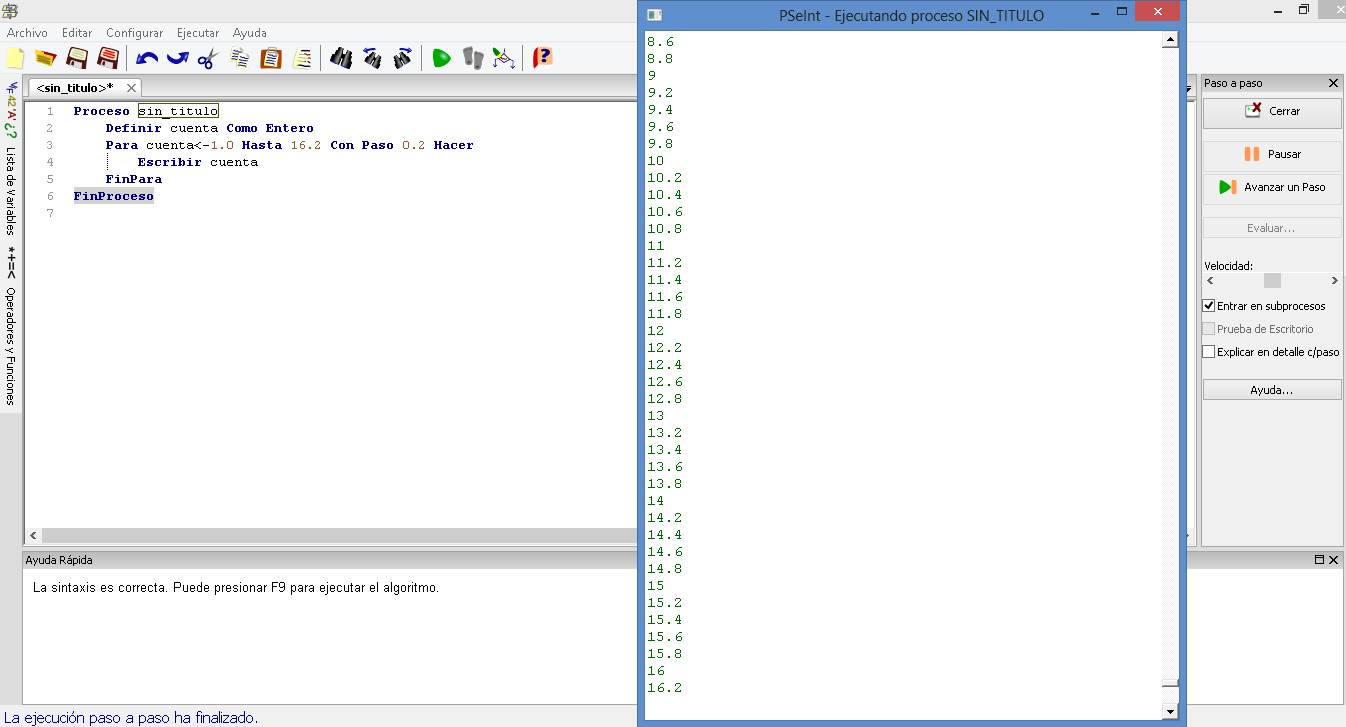 Archivo Editar Configurar Ejecutar Ayuda
<sin_titulo>*
Lista de Variables
*+=< Operadores y Funciones
1 Proceso sin_titulo
2 Definir cuenta Como Entero
3 Para cuenta<-1.0 Hasta 16.2 Con Paso 0.2 Hacer
4 Escribir cuenta
5 FinPara
6 FinProceso
7
Ayuda Rápida
La sintaxis es correcta. Puede presionar F9 para ejecutar el algoritmo.
La ejecución paso a paso ha finalizado.
PSeInt - Ejecutando proceso SIN_TITULO
8.6
8.8
9
9.2
9.4
9.6
9.8
10
10.2
10.4
10.6
10.8
11
11.2
11.4
11.6
11.8
12
12.2
12.4
12.6
12.8
13
13.2
13.4
13.6
13.8
14
14.2
14.4
14.6
14.8
15
15.2
15.4
15.6
15.8
16
16.2
Paso a paso
Cerrar
Pausar
Avanzar un Paso
Evaluar...
Velocidad:
Entrar en subprocesos
Prueba de Escritorio
Explicar en detalle c/paso
Ayuda...